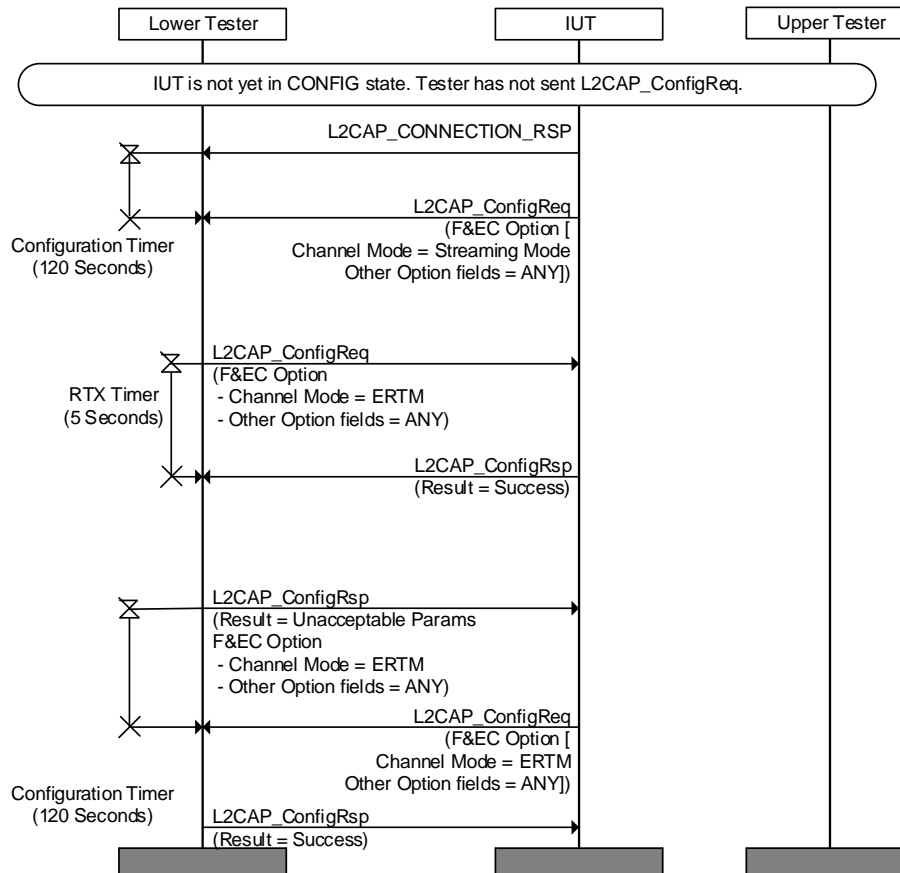 Lower Tester
IUT
Upper Tester
IUT is not yet in CONFIG state. Tester has not sent L2CAP_ConfigReq.
L2CAP_CONNECTION_RSP
L2CAP_ConfigReq
(F&EC Option [
Channel Mode = Streaming Mode
Other Option fields = ANY])
Configuration Timer
(120 Seconds)
L2CAP_ConfigReq
(F&EC Option
- Channel Mode = ERTM
- Other Option fields = ANY)
RTX Timer
(5 Seconds)
L2CAP_ConfigRsp
(Result = Success)
L2CAP_ConfigRsp
(Result = Unacceptable Params
F&EC Option
- Channel Mode = ERTM
- Other Option fields = ANY)
L2CAP_ConfigReq
(F&EC Option [
Channel Mode = ERTM
Other Option fields = ANY])
Configuration Timer
(120 Seconds)
L2CAP_ConfigRsp
(Result = Success)